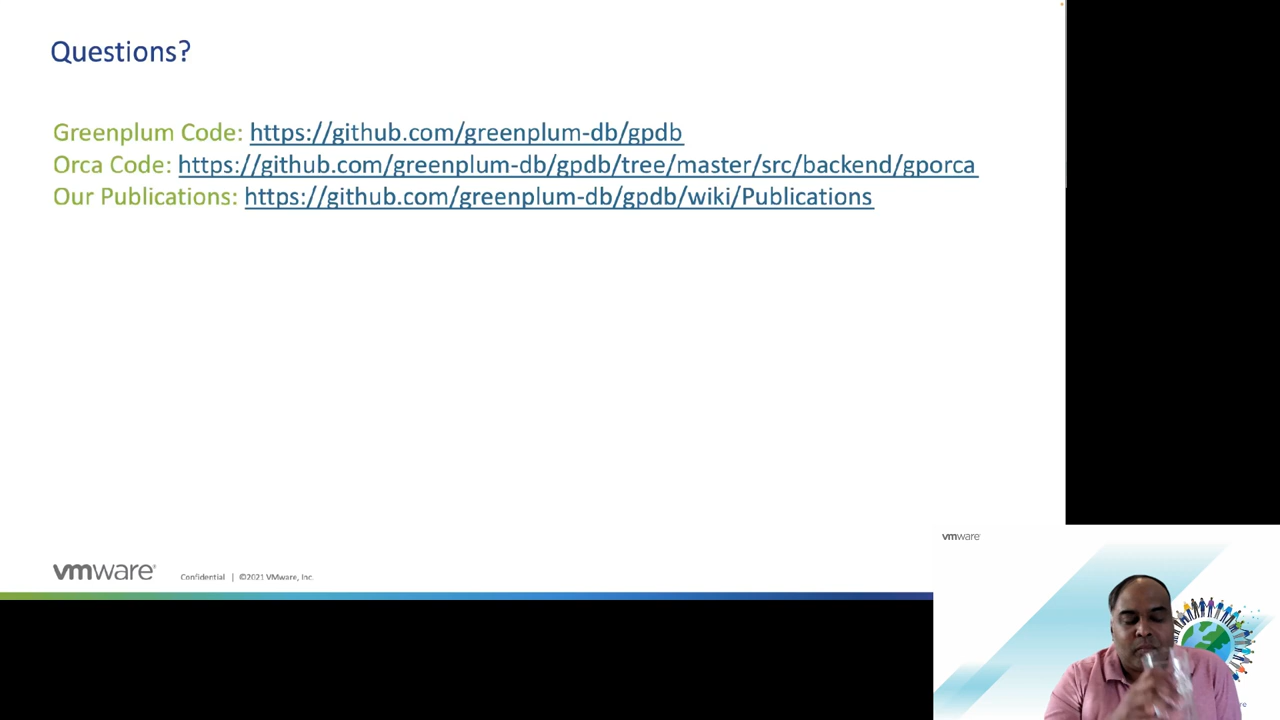 Questions?
Greenplum Code: https://github.com/greenplum-db/gpdb
Orca Code: https://github.com/greenplum-db/gpdb/tree/master/src/backend/gporca
Our Publications: https://github.com/greenplum-db/gpdb/wiki/Publications
vmware®
Confidential | ©2021 VMware, Inc.
vmware®